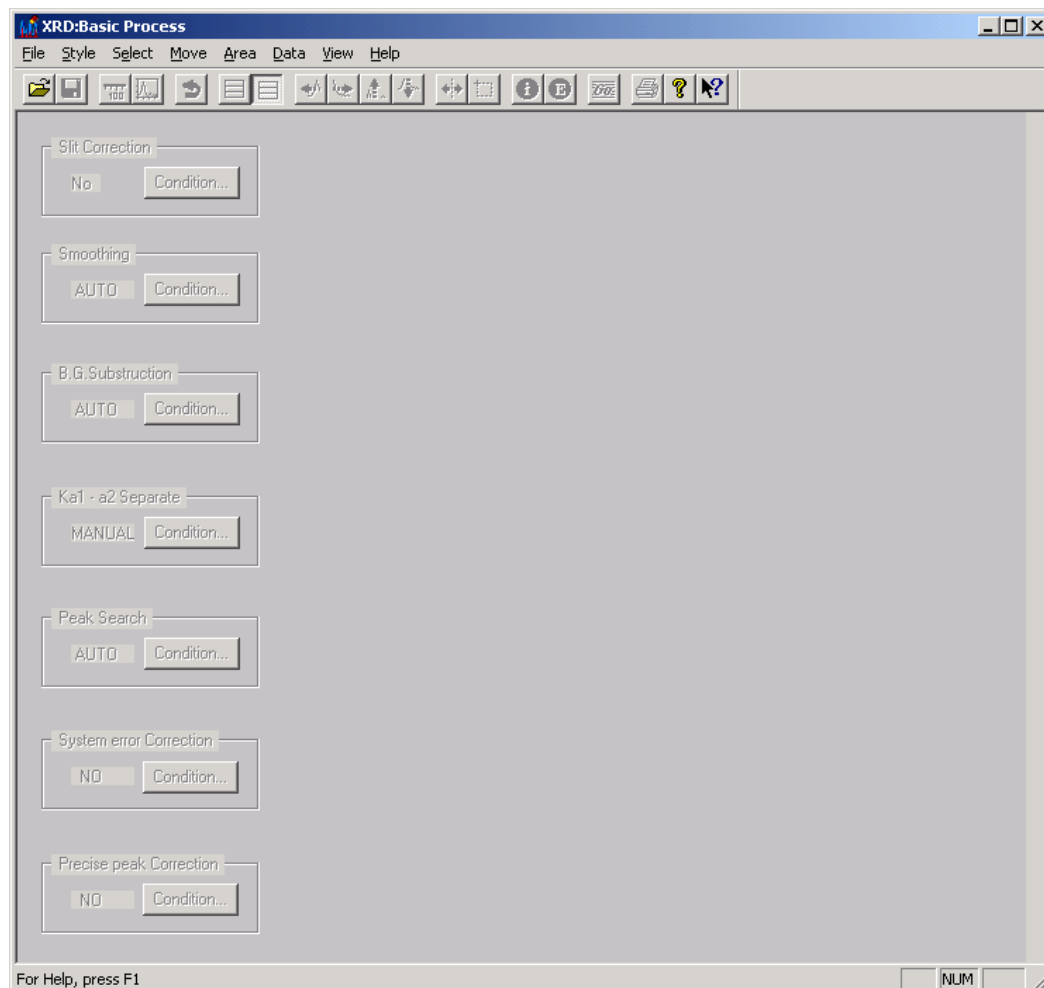 XRD:Basic Process
File Style Select Move Area Data View Help
Slit Correction
No Condition...
Smoothing
AUTO Condition...
B.G.Substruction
AUTO Condition...
Ka1 - a2 Separate
MANUAL Condition...
Peak Search
AUTO Condition...
System error Correction
NO Condition...
Precise peak Correction
NO Condition...
For Help, press F1 NUM